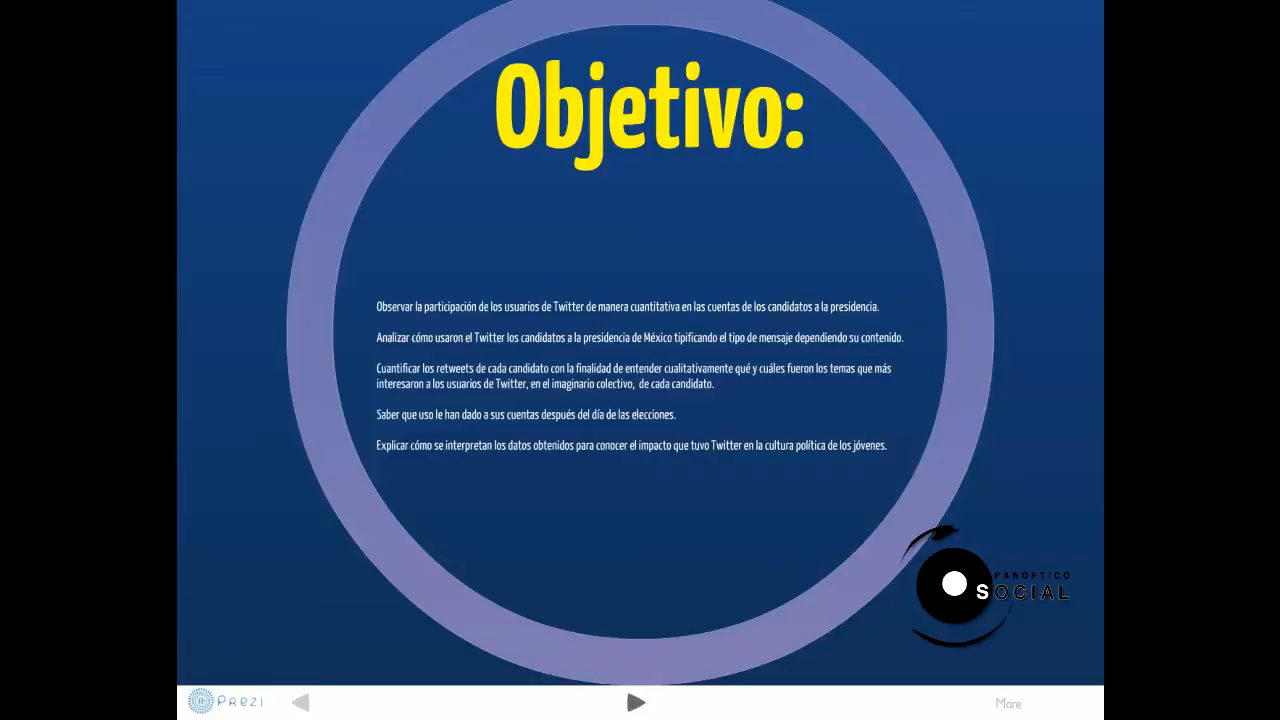 Objetivo:
Observar la participación de los usuarios de Twitter de manera cuantitativa en las cuentas de los candidatos a la presidencia.
Analizar cómo usaron el Twitter los candidatos a la presidencia de México tipificando el tipo de mensaje dependiendo su contenido.
Cuantificar los retweets de cada candidato con la finalidad de entender cualitativamente qué y cuáles fueron los temas que más
interesaron a los usuarios de Twitter, en el imaginario colectivo, de cada candidato.
Saber que uso le han dado a sus cuentas después del día de las elecciones.
Explicar cómo se interpretan los datos obtenidos para conocer el impacto que tuvo Twitter en la cultura política de los jóvenes.
PANOPTICO
SOCIAL
PREZI
Mare